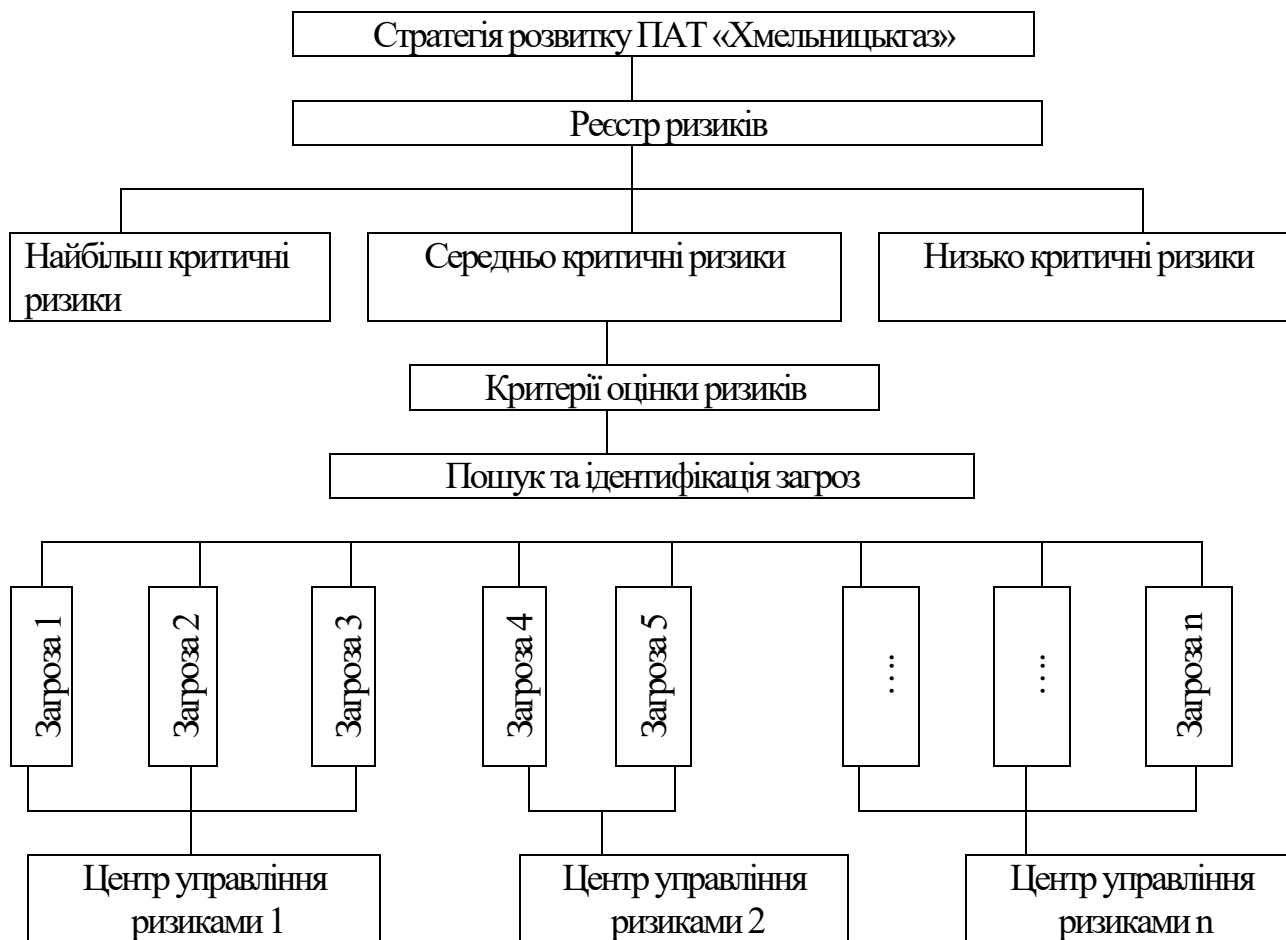 Стратегія розвитку ПАТ «Хмельницькгаз»
Реєстр ризиків
Найбільш критичні
ризики
Середньо критичні ризики
Низько критичні ризики
Критерії оцінки ризиків
Пошук та ідентифікація загроз
Загроза 1
Загроза 2
Загроза 3
Загроза 4
Загроза 5
….
….
Загроза n
Центр управління
ризиками 1
Центр управління
ризиками 2
Центр управління
ризиками n